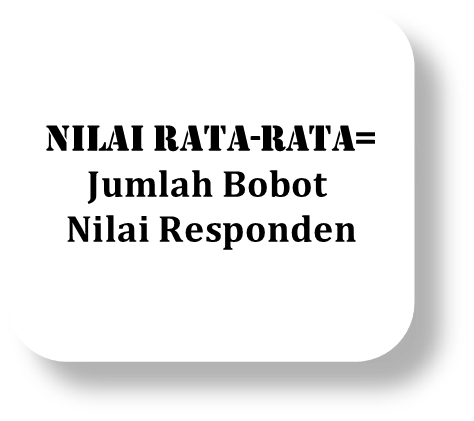 NILAI RATA-RATA=
Jumlah Bobot
Nilai Responden